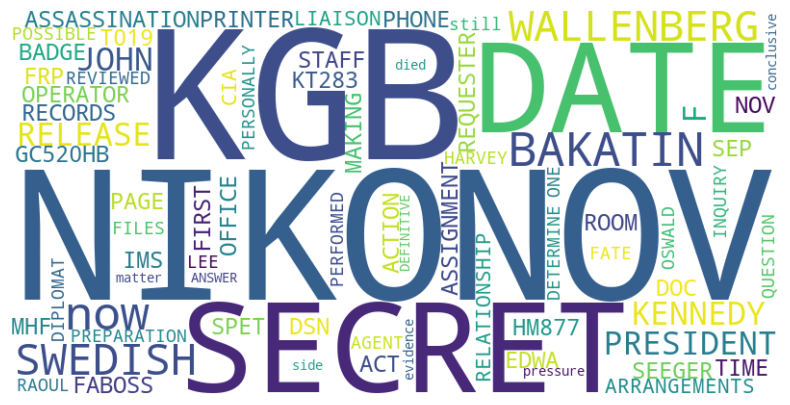 ASSASSINATION PRINTER LIAISON PHONE still WALLENBERG
POSSIBLE T019 BADGE JOHN
FRP REVIEWED OPERATOR RECORDS RELEASE GC520HB
KGB
CIA PERSONALLY STAFF KT283 died MAKING
DATE
REQUESTER F conclusive NOV
HARVEY BAKATIN SEP
NIKONOV
PAGE FILES IMS matter LEE FIRST ANSWER OFFICE
PERFORMED ACTION DEFINITIVE ASSIGNMENT
DETERMINE ONE ROOM FATE OSWALD INQUIRY QUESTION
RELATIONSHIP DOC
now MHF DIPLOMAT PREPARATION
SWEDISH SPET RAOUL FABOSS
SECRET
DSN side AGENT ACT evidence
HM877 EDWA pressure
KENNEDY PRESIDENT SEEGER TIME ARRANGEMENTS